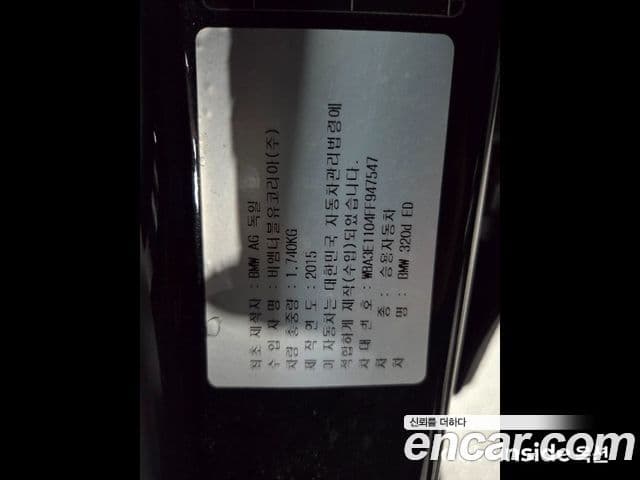 최초 제작자 : BMW AG 독일
수 입 자 명 : 비엠더블유코리아(주)
차량 총중량 : 1,740KG
제 작 연 도 : 2015
이 자동차는 대한민국 자동차관리법령에
적합하게 제작(수입)되었습니다.
차 대 번 호 : WBA3E1104FF947547
차 종 : 승용자동차
차 명 : BMW 320d ED
신뢰를 더하다
encar.com
inside 옥션